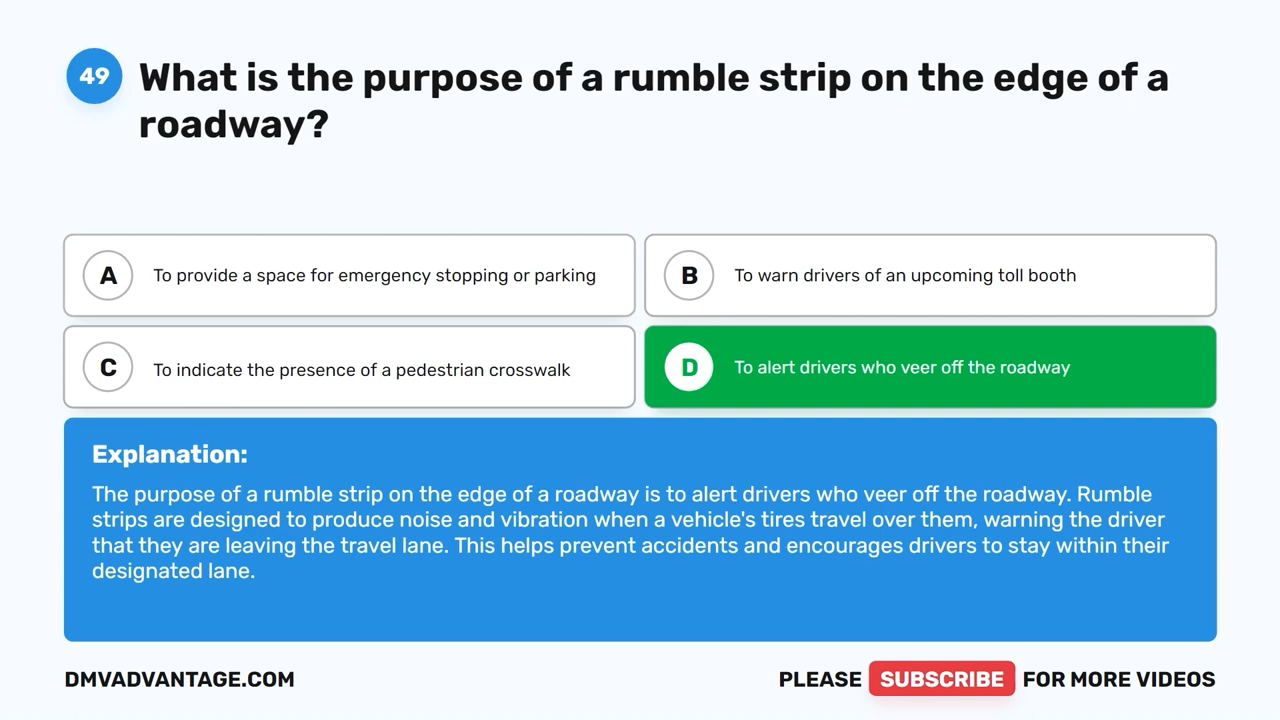 49
What is the purpose of a rumble strip on the edge of a
roadway?
A To provide a space for emergency stopping or parking
B To warn drivers of an upcoming toll booth
C To indicate the presence of a pedestrian crosswalk
D To alert drivers who veer off the roadway
Explanation:
The purpose of a rumble strip on the edge of a roadway is to alert drivers who veer off the roadway. Rumble
strips are designed to produce noise and vibration when a vehicle's tires travel over them, warning the driver
that they are leaving the travel lane. This helps prevent accidents and encourages drivers to stay within their
designated lane.
DMVADVANTAGE.COM
PLEASE SUBSCRIBE FOR MORE VIDEOS